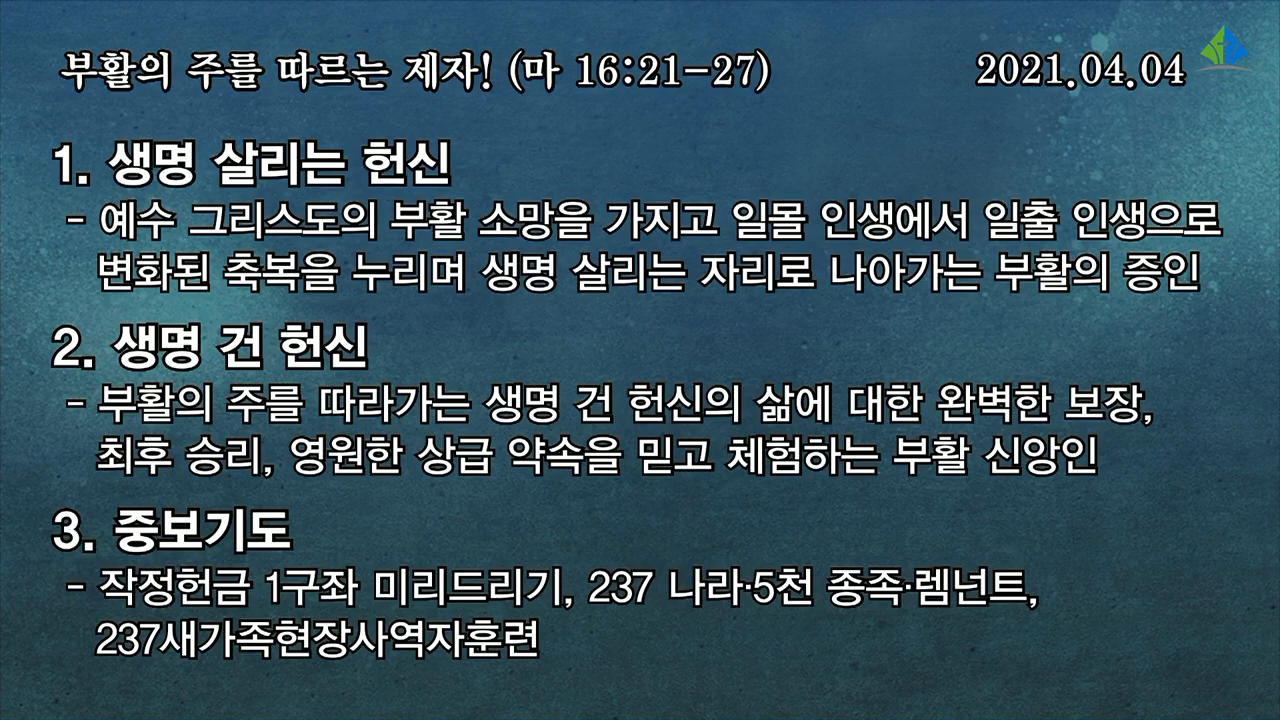 부활의 주를 따르는 제자! (마 16:21-27) 2021.04.04
1. 생명 살리는 헌신
- 예수 그리스도의 부활 소망을 가지고 일몰 인생에서 일출 인생으로
변화된 축복을 누리며 생명 살리는 자리로 나아가는 부활의 증인
2. 생명 건 헌신
- 부활의 주를 따라가는 생명 건 헌신의 삶에 대한 완벽한 보장,
최후 승리, 영원한 상급 약속을 믿고 체험하는 부활 신앙인
3. 중보기도
- 작정헌금 1구좌 미리드리기, 237 나라·5천 종족·렘넌트,
237새가족현장사역자훈련